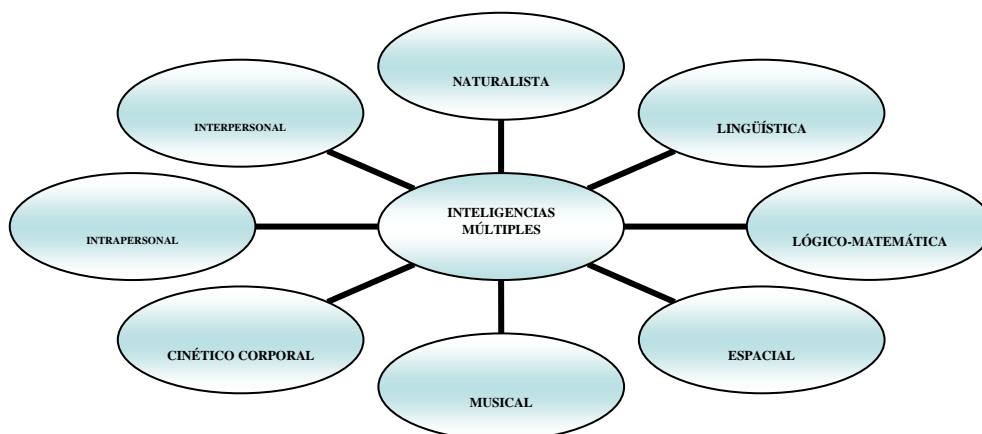 NATURALISTA
INTERPERSONAL
LINGÜÍSTICA
INTELIGENCIAS
MÚLTIPLES
INTRAPERSONAL
LÓGICO-MATEMÁTICA
CINÉTICO CORPORAL
ESPACIAL
MUSICAL